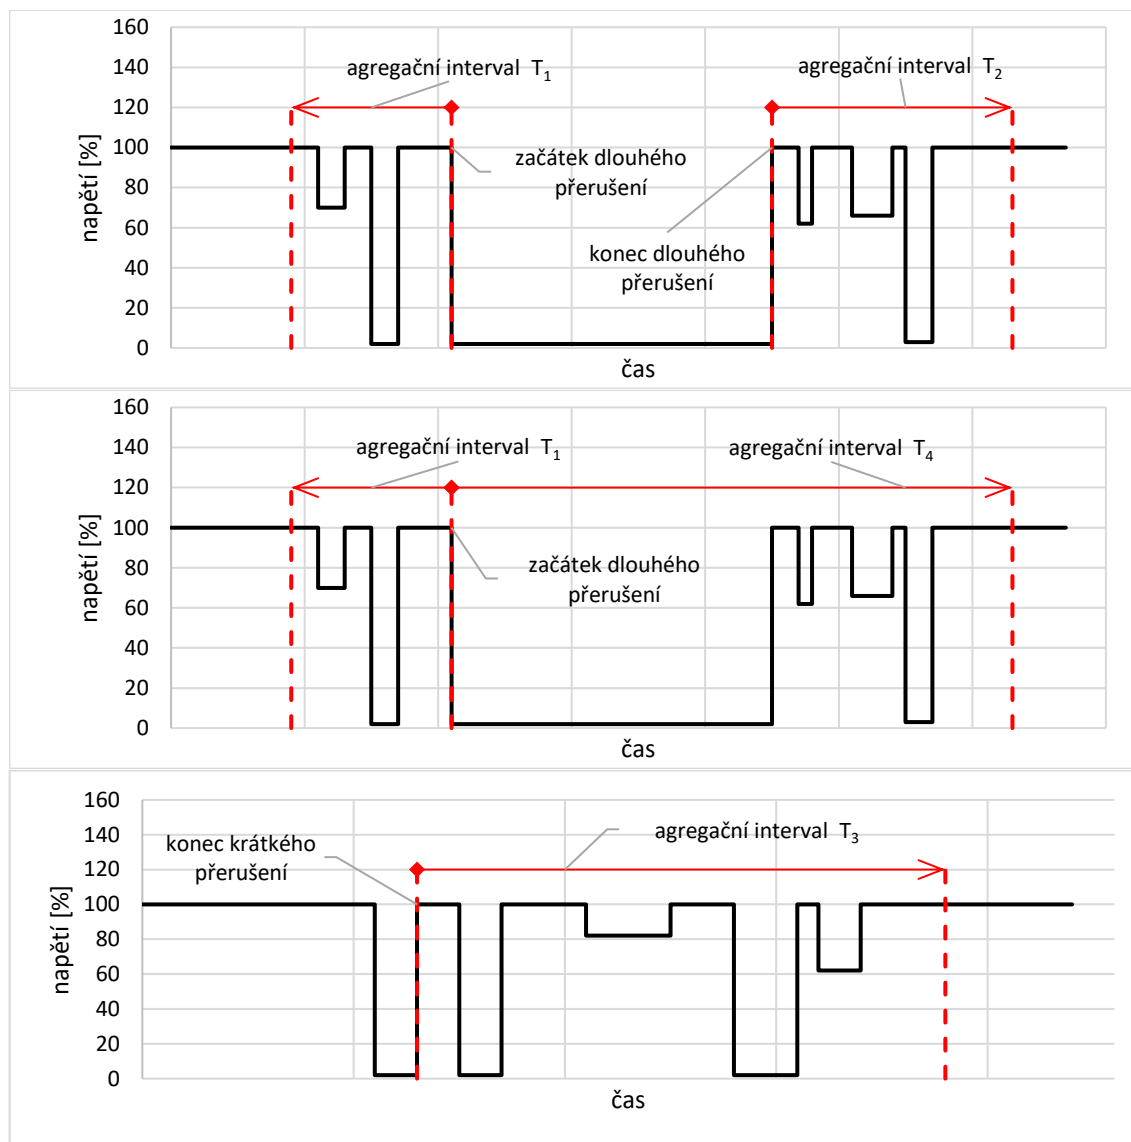 160
140
120
100
80
60
40
20
0
napětí [%]
agregační interval T₁
agregační interval T₂
začátek dlouhého
přerušení
konec dlouhého
přerušení
čas
160
140
120
100
80
60
40
20
0
napětí [%]
agregační interval T₁
agregační interval T₄
začátek dlouhého
přerušení
čas
160
140
120
100
80
60
40
20
0
napětí [%]
konec krátkého
přerušení
agregační interval T₃
čas